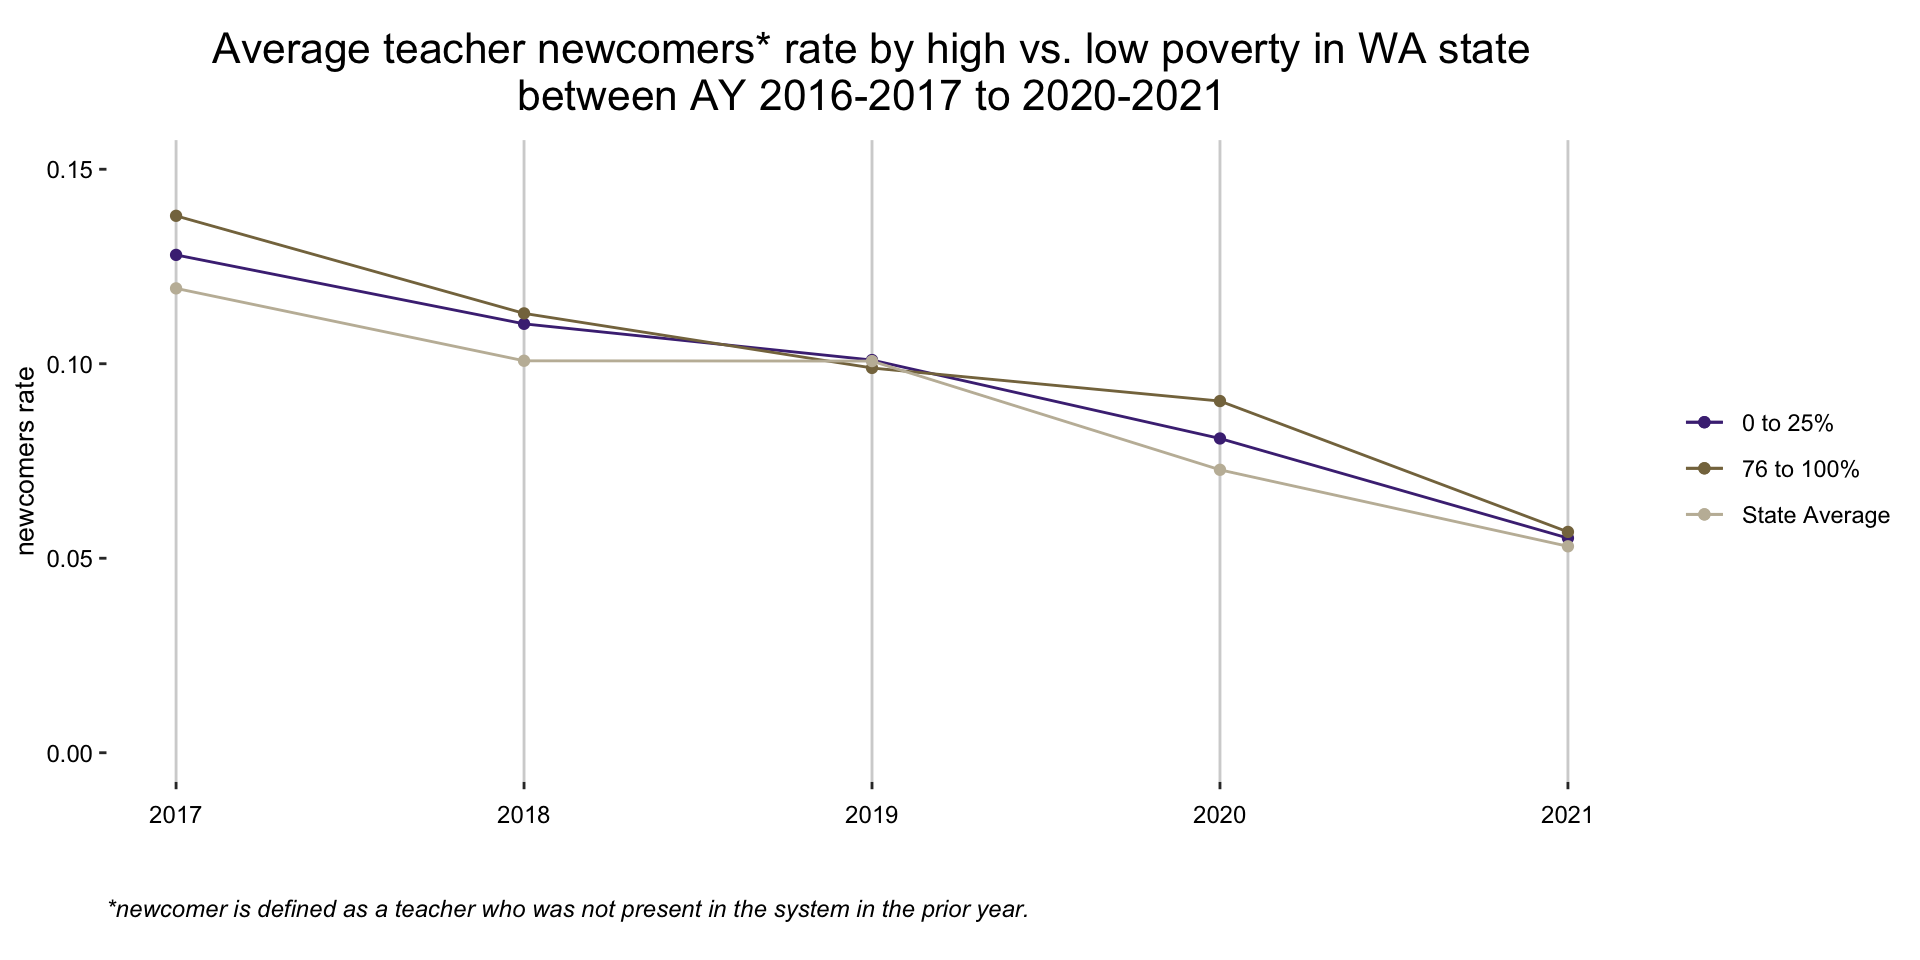 Average teacher newcomers* rate by high vs. low poverty in WA state
between AY 2016-2017 to 2020-2021
0.15
0.10
0.05
0.00
newcomers rate
2017
2018
2019
2020
2021
0 to 25%
76 to 100%
State Average
*newcomer is defined as a teacher who was not present in the system in the prior year.